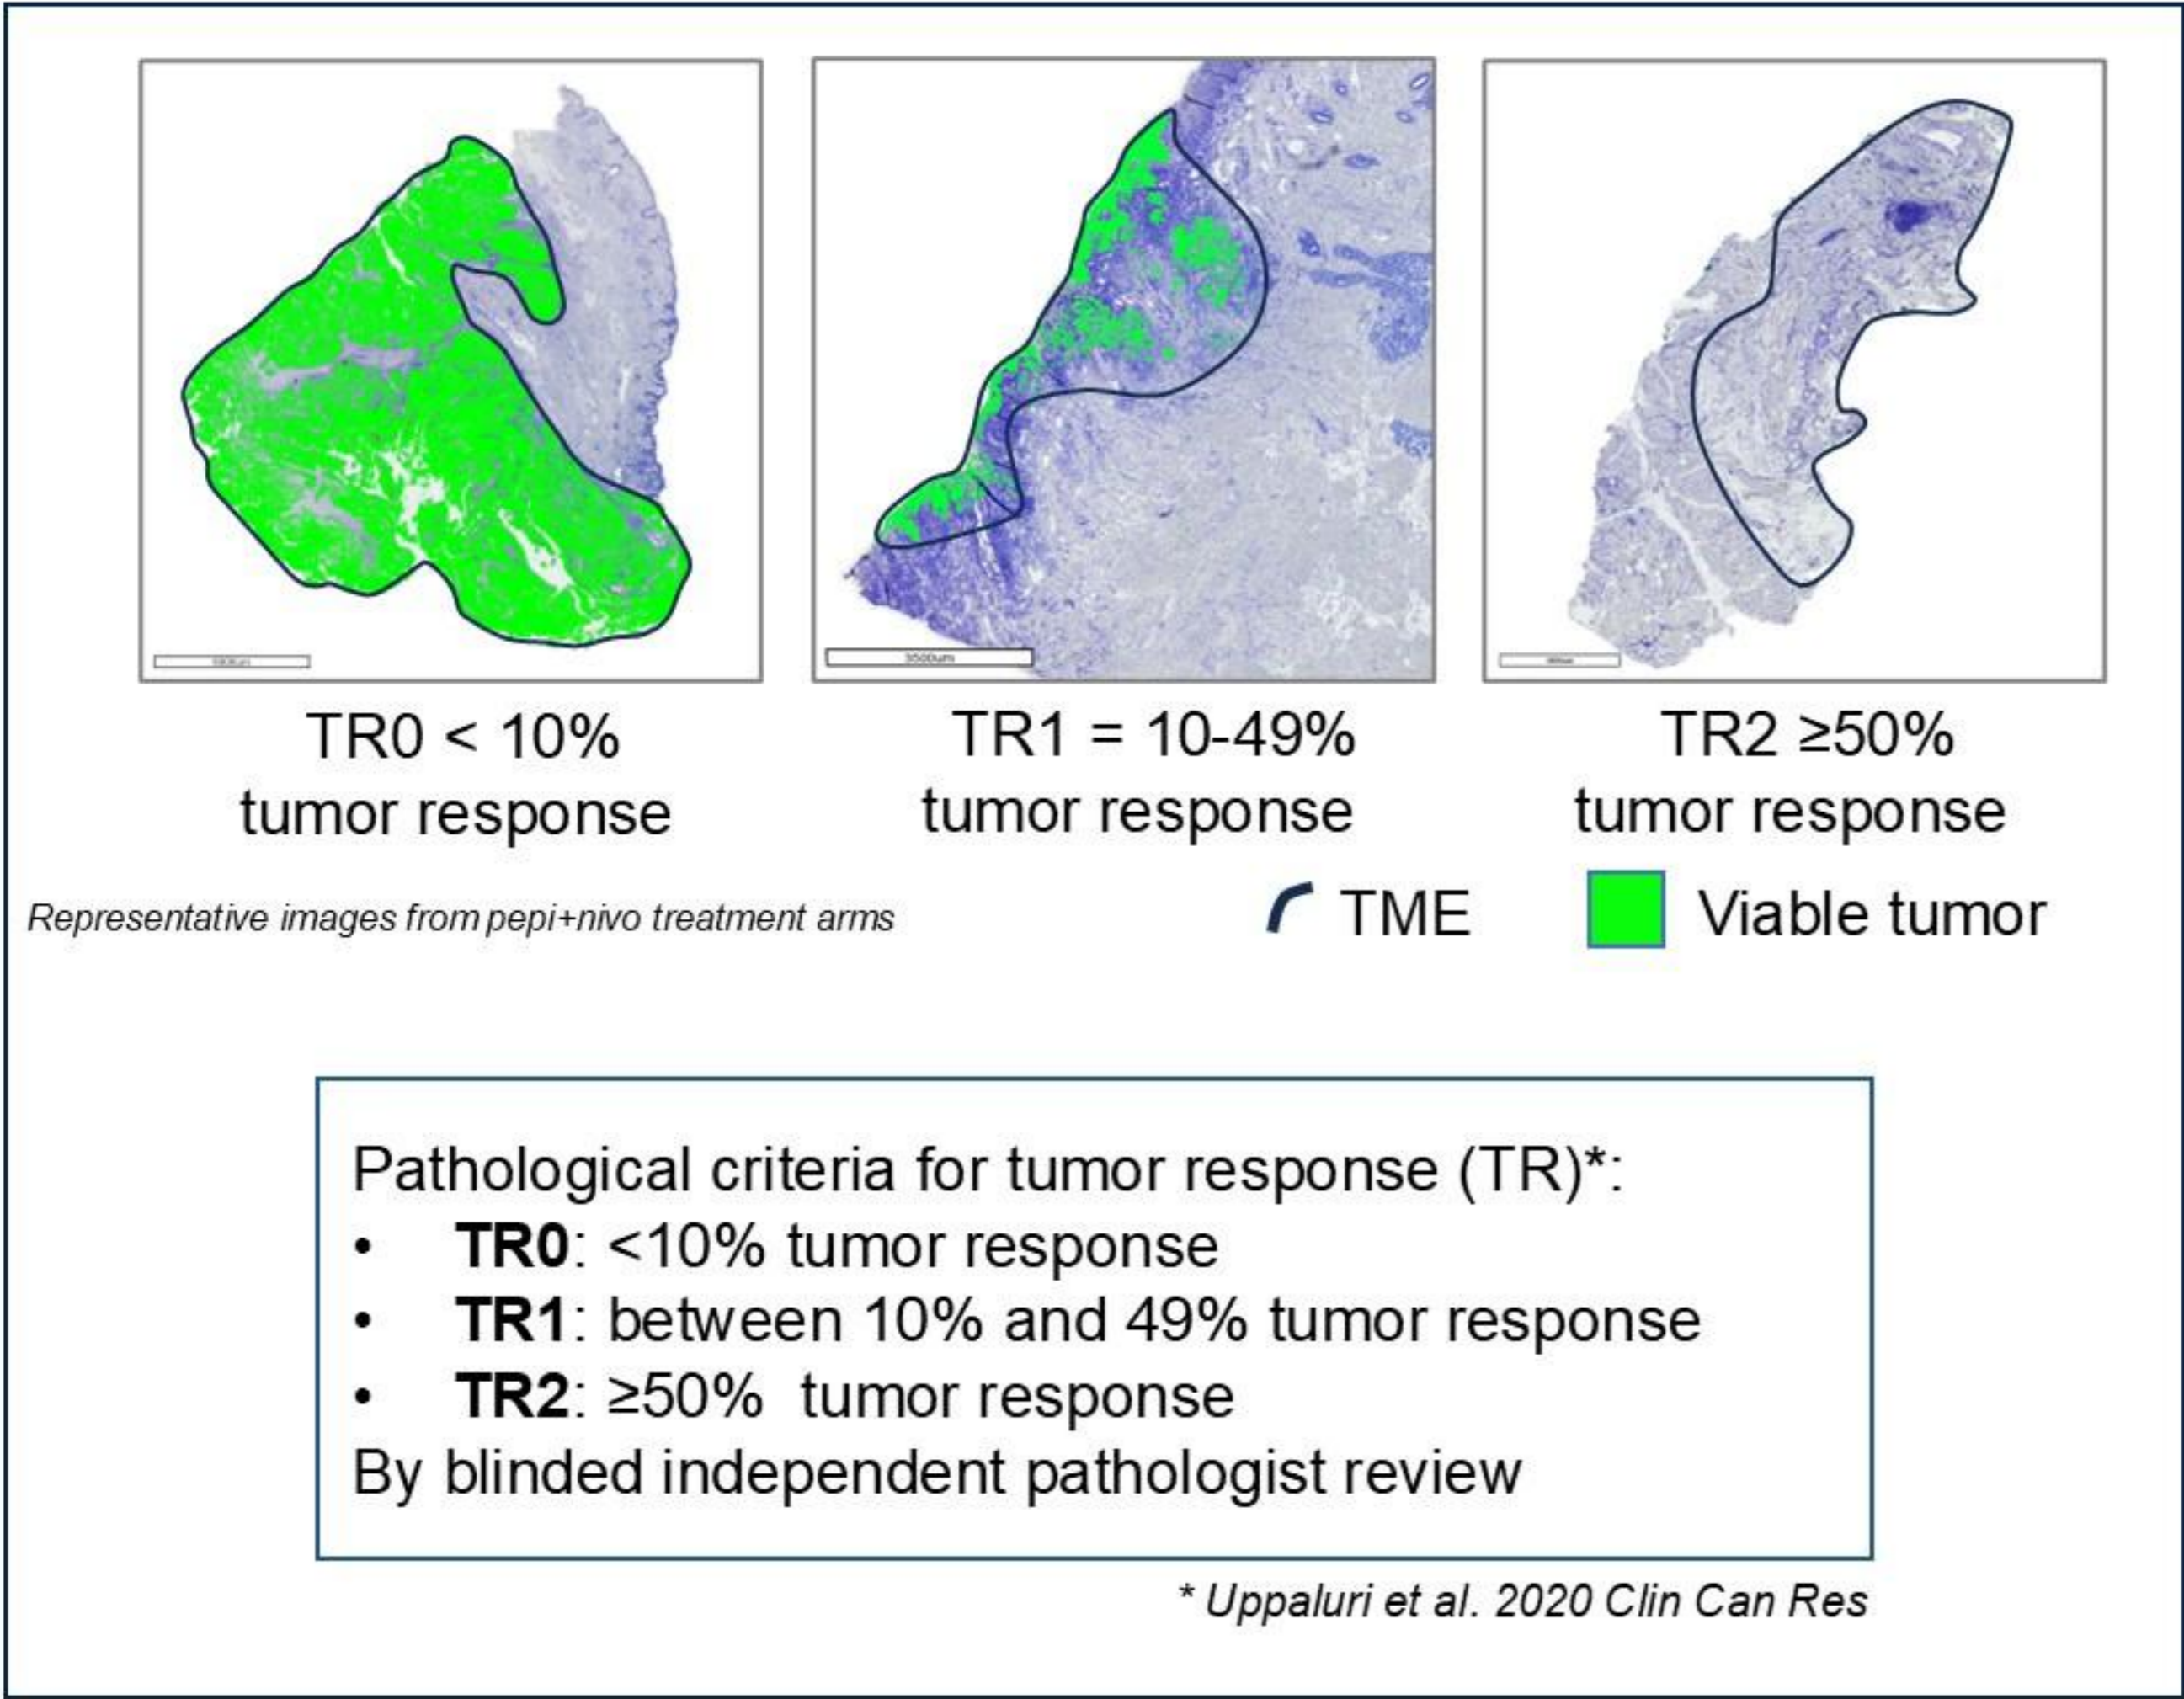 3500um
TR0 < 10%
tumor response
TR1 = 10-49%
tumor response
TR2 ≥50%
tumor response
Representative images from pepi+nivo treatment arms
TME
Viable tumor
Pathological criteria for tumor response (TR)*:
• TR0: <10% tumor response
• TR1: between 10% and 49% tumor response
• TR2: ≥50% tumor response
By blinded independent pathologist review
* Uppaluri et al. 2020 Clin Can Res